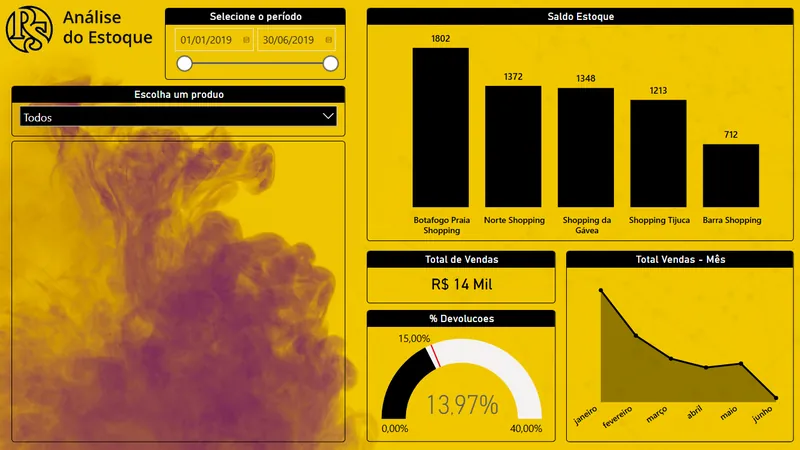 RS
Análise
do Estoque
Selecione o período
01/01/2019
30/06/2019
Escolha um produo
Todos
Saldo Estoque
1802
1372
1348
1213
712
Botafogo Praia
Shopping
Norte Shopping
Shopping da
Gávea
Shopping Tijuca
Barra Shopping
Total de Vendas
R$ 14 Mil
% Devolucoes
15,00%
13,97%
0,00%
40,00%
Total Vendas - Mês
janeiro
fevereiro
março
abril
maio
junho